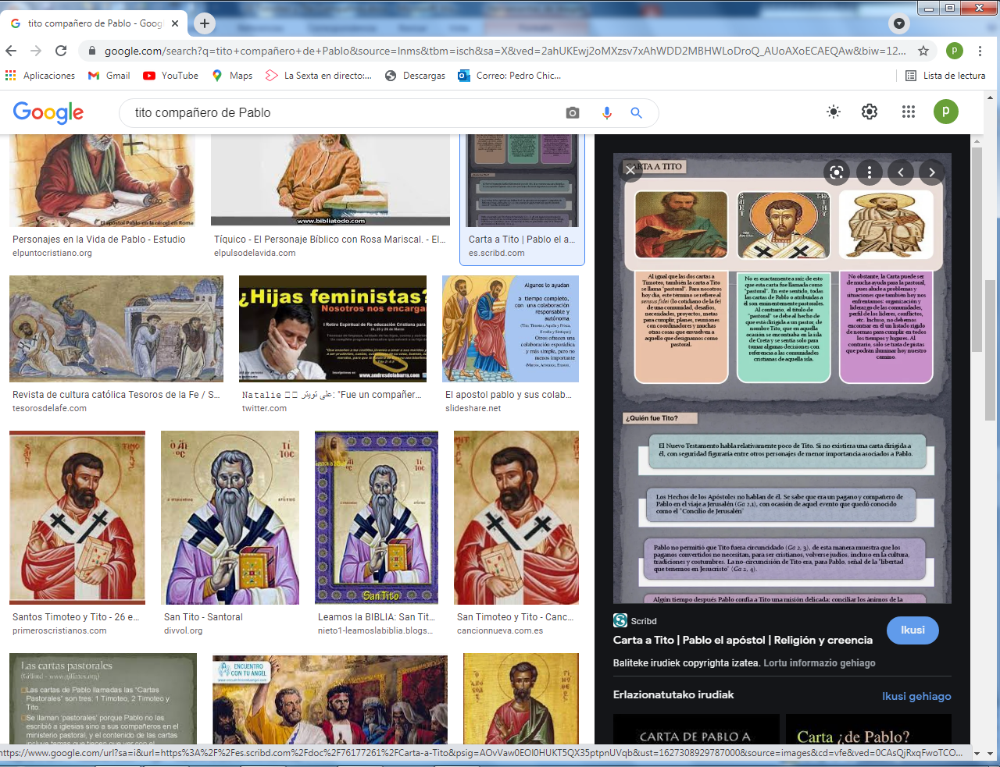 tito compañero de Pablo - Goog
google.com/search?q=tito+compañero+de+Pablo&source=lnms&tbm=isch&sa=X&ved=2ahUKEwj2oMXzsv7xAhWDD2MBHWLoDroQ_AUoAXoECAEQAw&biw=12...
Aplicaciones
Gmail
YouTube
Maps
La Sexta en directo:...
Descargas
Correo: Pedro Chic...
Lista de lectura
Google
tito compañero de Pablo
p
El apóstol Pablo en la cárcel en Roma
www.bibliatodo.com
Personajes en la Vida de Pablo - Estudio
elpuntocristiano.org
Tíquico - El Personaje Bíblico con Rosa Mariscal. - El...
elpulsodelavida.com
Carta a Tito | Pablo el a...
es.scribd.com
¿Hijas feministas?
Nosotros nos encarga
I Retiro Espiritual de Re-educación Cristiana para
www.andresdelabarra.com
Algunos lo ayudan
a tiempo completo,
con una colaboración
responsable y
autónoma
(Tito, Timoteo, Aquila y Prisca,
Evodia y Síntique);
Otros ofrecen una
colaboración esporádica
y más simple, pero no
menos importante
(Marcos, Aristarco, Erasto).
Revista de cultura católica Tesoros de la Fe / S...
tesorosdelafe.com
Natalie على تويتر: "Fue un compañer...
twitter.com
El apostol pablo y sus colab...
slideshare.net
Santos Timoteo y Tito - 26 e...
primeroscristianos.com
San Tito - Santoral
divvol.org
San Tito
Leamos la BIBLIA: San Tit...
nieto1-leamoslabiblia.blogs...
San Timoteo y Tito - Canc...
cancionnueva.com.es
Las cartas pastorales
(Gilford - www.gilfates.org)
Las cartas de Pablo llamadas las "Cartas
Pastorales" son tres: 1 Timoteo, 2 Timoteo y
Tito.
Se llaman 'pastorales' porque Pablo no las
escribió a iglesias sino a sus compañeros en el
ministerio pastoral, y el contenido de las cartas
ENCUENTRO
CON TU ANGEL
CARTA A TITO
Al igual que las dos cartas a
Timoteo, también la carta a Tito
se llama "pastoral". Para nosotros
hoy día, este término se refiere al
sensus fidei (lo cotidiano de la fe)
de una comunidad, desafíos,
necesidades, proyectos, metas
para cumplir, planes, reuniones
con coordinadores y muchas
otras cosas que envuelven a
aquello que designamos como
pastoral.
No es exactamente a raíz de esto
que esta carta fue llamada como
"pastoral". En este sentido, todas
las cartas de Pablo o atribuidas a
él son eminentemente pastorales.
Al contrario, el título de
"pastoral" se debe al hecho de
que está dirigida a un pastor, de
nombre Tito, que en aquella
ocasión se encontraba en la isla
de Creta y se sentía solo para
tomar algunas decisiones con
referencia a las comunidades
cristianas de aquella isla.
No obstante, la Carta puede ser
de mucha ayuda para la pastoral,
pues alude a problemas y
situaciones que también hoy nos
enfrentamos: organización y
liderazgo de las comunidades,
perfil de los líderes, conflictos,
etc. Incluso, no debemos
encontrar en él un listado rígido
de normas para cumplir en todos
los tiempos y lugares. Al
contrario, solo se trata de pistas
que podrán iluminar hoy nuestro
camino.
¿Quién fue Tito?
El Nuevo Testamento habla relativamente poco de Tito. Si no existiera una carta dirigida a
él, con seguridad figuraría entre otros personajes de menor importancia asociados a Pablo.
Los Hechos de los Apóstoles no hablan de él. Se sabe que era un pagano y compañero de
Pablo en el viaje a Jerusalén (Ga 2,1), con ocasión de aquel evento que quedó conocido
como el "Concilio de Jerusalén"
Pablo no permitió que Tito fuera circuncidado (Ga 2, 3), de esta manera muestra que los
paganos convertidos no necesitan, para ser cristianos, volverse judíos, incluso en la cultura,
tradiciones y costumbres. La no-circuncisión de Tito era, para Pablo, señal de la "libertad
que tenemos en Jesucristo" (Ga 2, 4).
Algún tiempo después Pablo confía a Tito una misión delicada: conciliar los ánimos de la
Scribd
Carta a Tito | Pablo el apóstol | Religión y creencia
Ikusi
Baliteke irudiek copyrighta izatea. Lortu informazio gehiago
Erlazionatutako irudiak
Ikusi gehiago
CARTA DE PABLO A
Carta ¿de Pablo?
https://www.google.com/url?sa=i&url=https%3A%2F%2Fes.scribd.com%2Fdoc%2F76177261%2FCarta-a-Tito&psig=AOvVaw0EOI0HUKT5QX35ptpnUVqb&ust=1627308929787000&source=images&cd=vfe&ved=0CAsQjRxqFwoTCO...